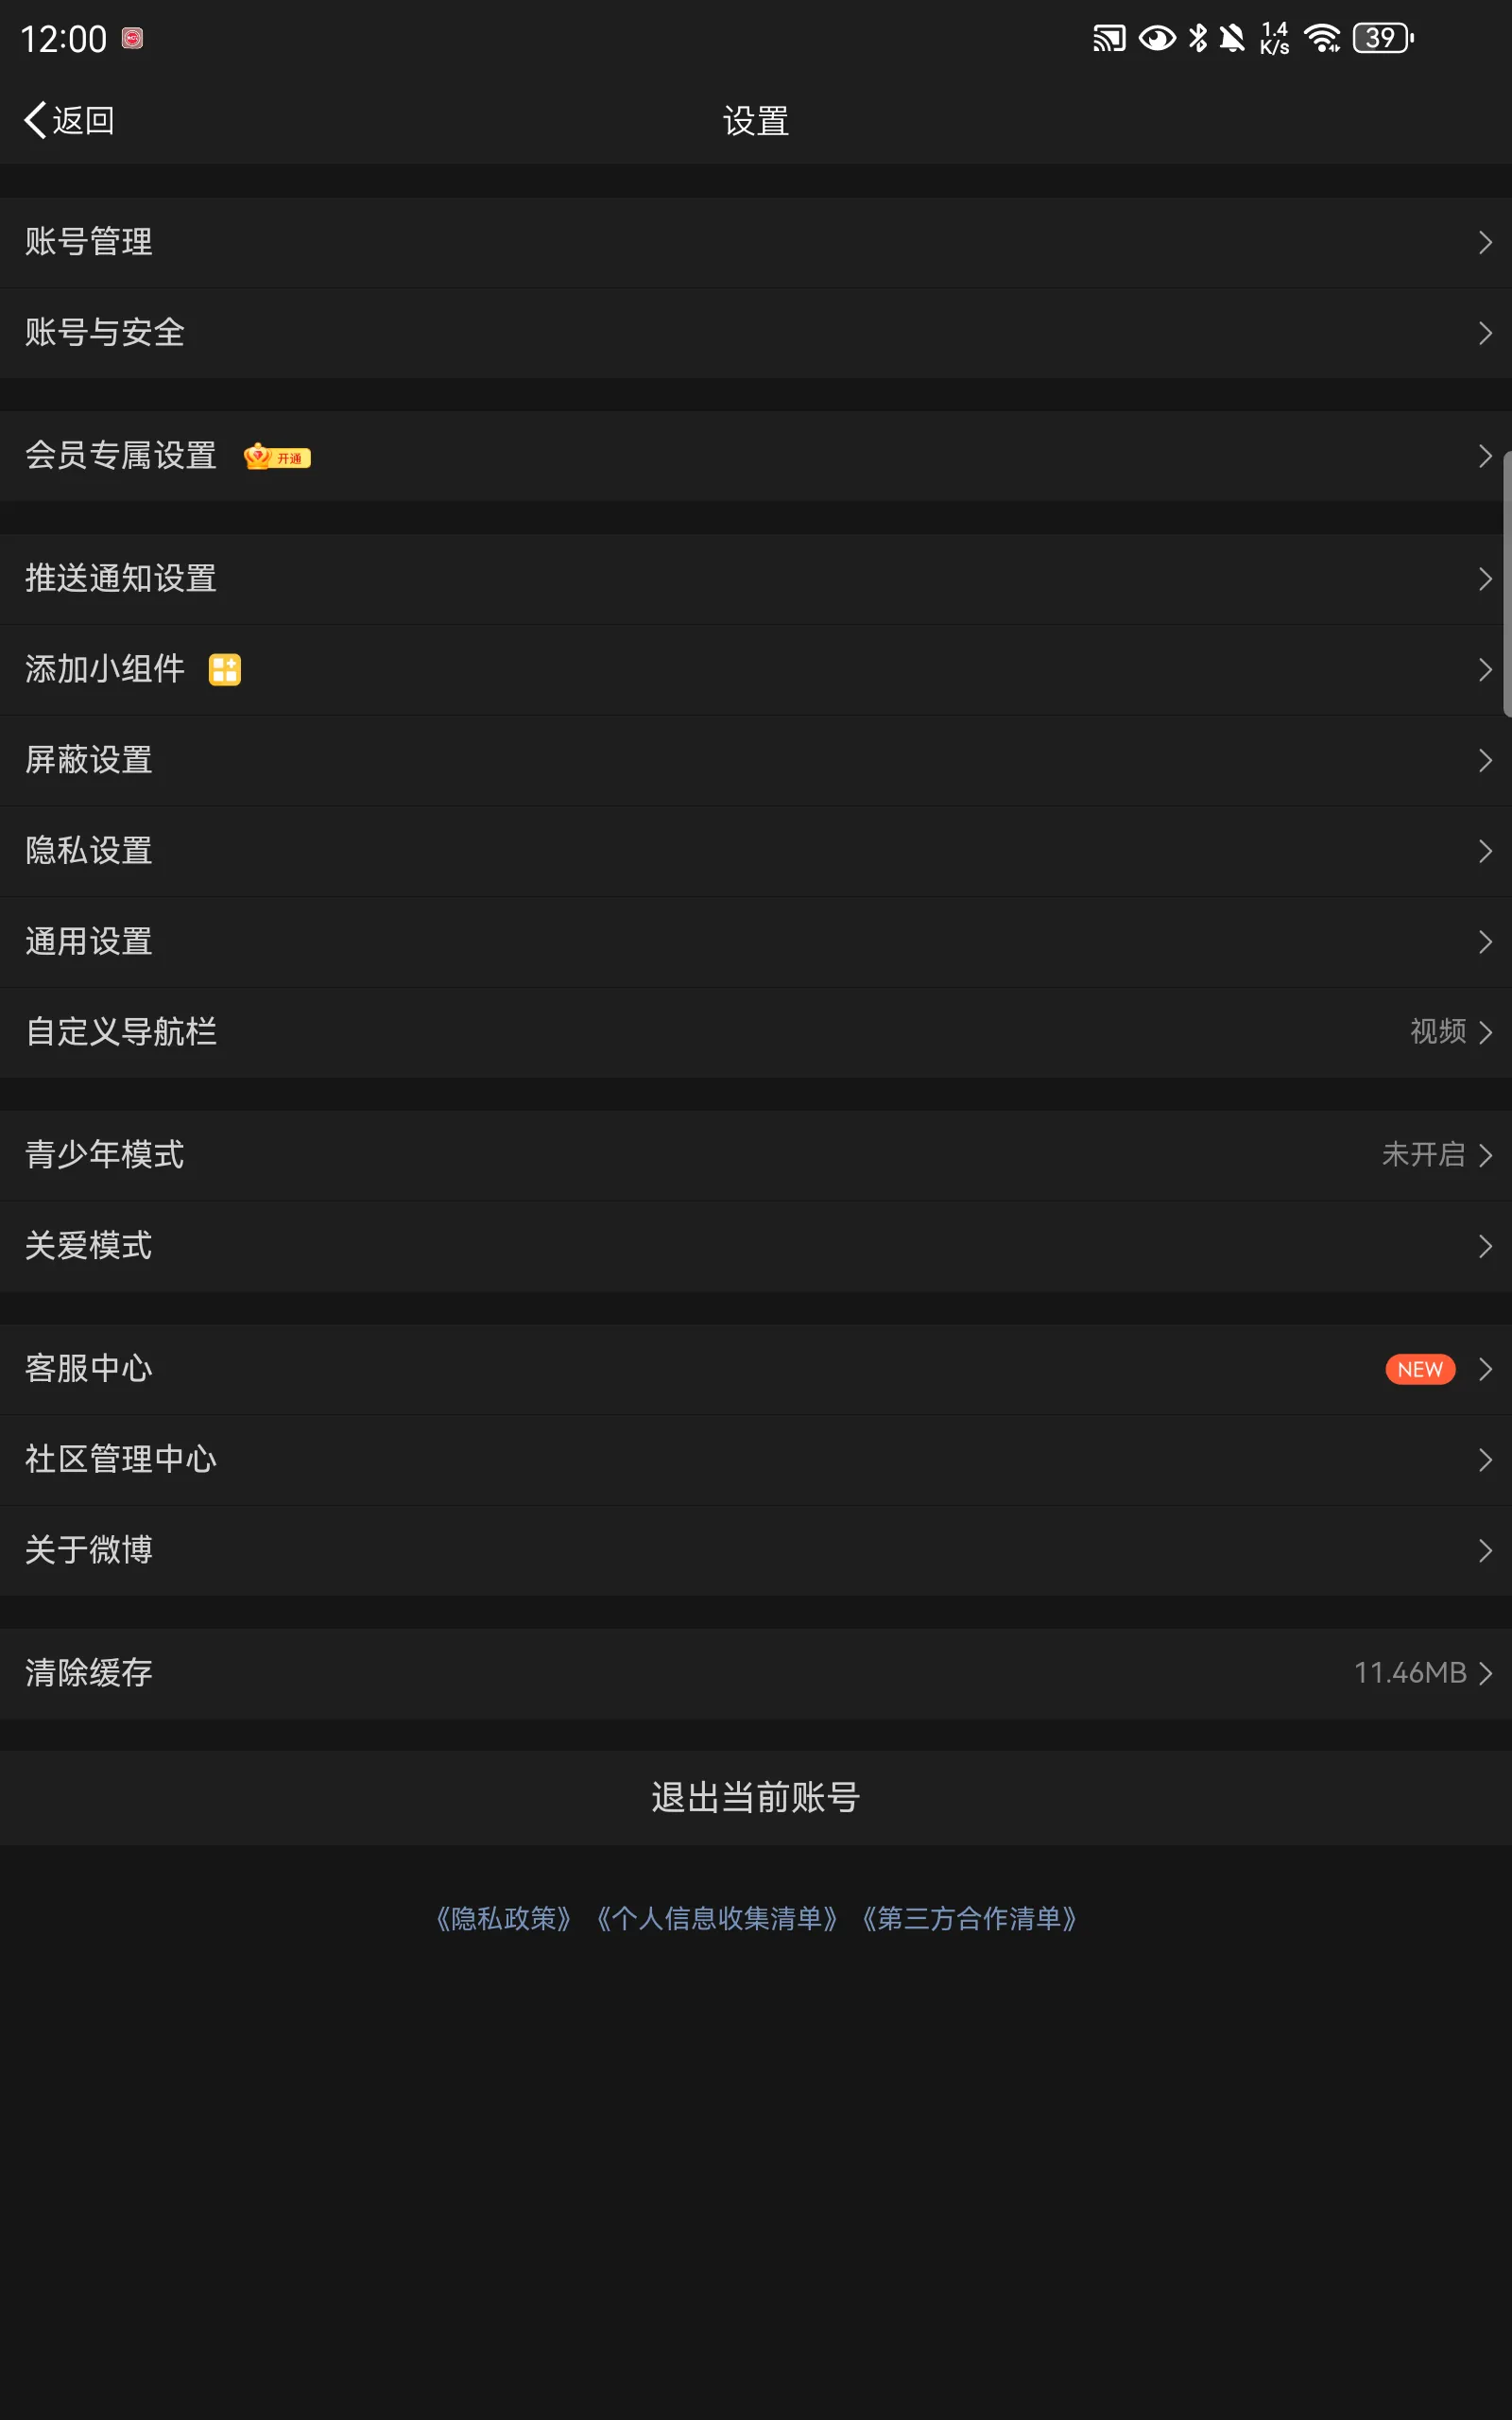 12:00
1.4 K/s
39
返回
设置
账号管理
账号与安全
会员专属设置 开通
推送通知设置
添加小组件
屏蔽设置
隐私设置
通用设置
自定义导航栏 视频
青少年模式 未开启
关爱模式
客服中心 NEW
社区管理中心
关于微博
清除缓存 11.46MB
退出当前账号
《隐私政策》《个人信息收集清单》《第三方合作清单》